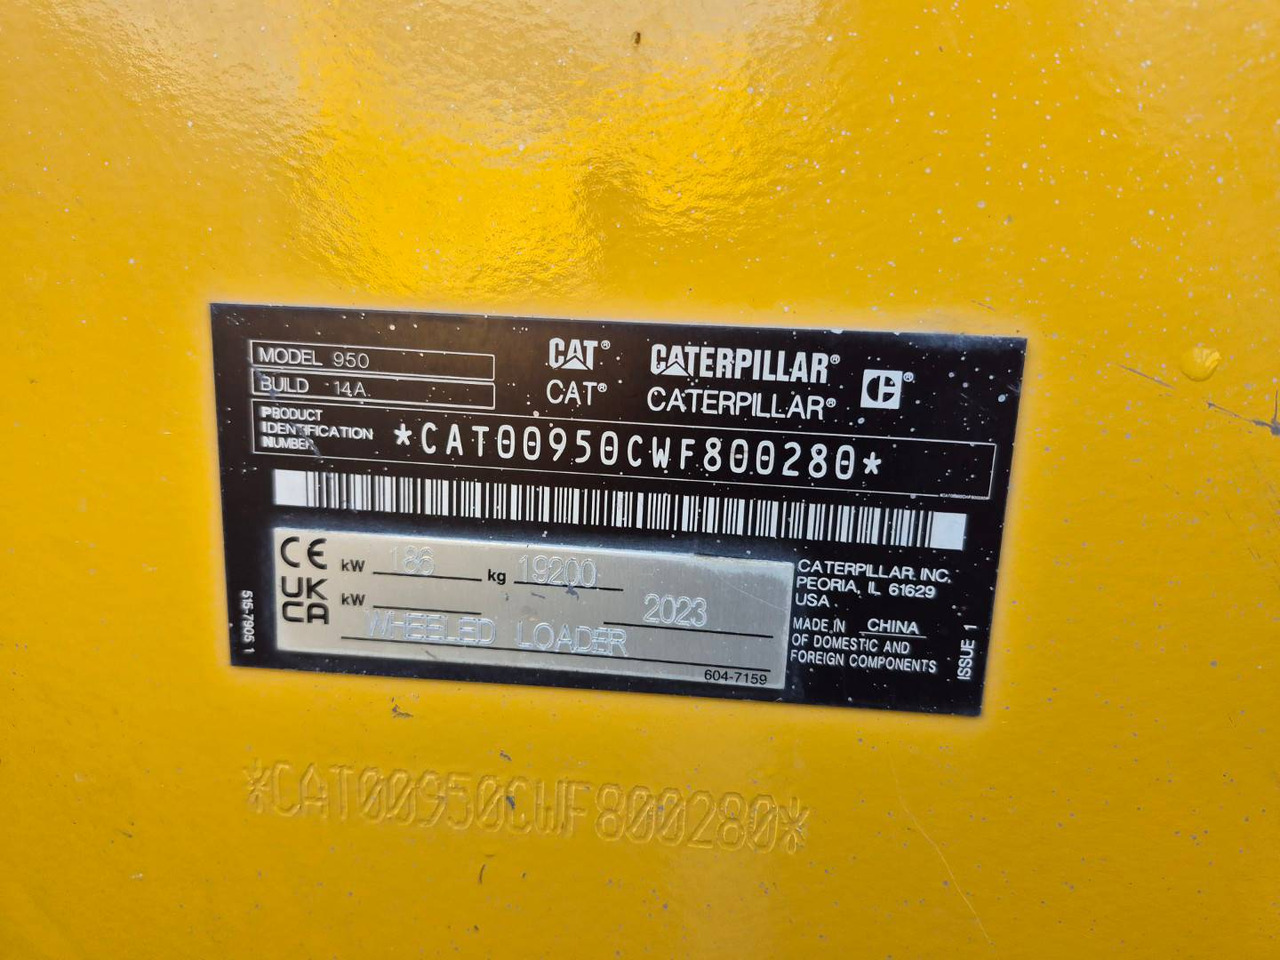 MODEL 950
BUILD 14A
CAT® CATERPILLAR®
CAT® CATERPILLAR®
PRODUCT
IDENTIFICATION
NUMBER
*CAT00950CWF800280*
CE
UK
CA
kW 186 kg 19200
kW 2023
WHEELED LOADER
604-7159
CATERPILLAR INC.
PEORIA, IL 61629
USA
MADE IN CHINA
OF DOMESTIC AND
FOREIGN COMPONENTS
515-7905 1
ISSUE 1
*CAT00950CWF800280*